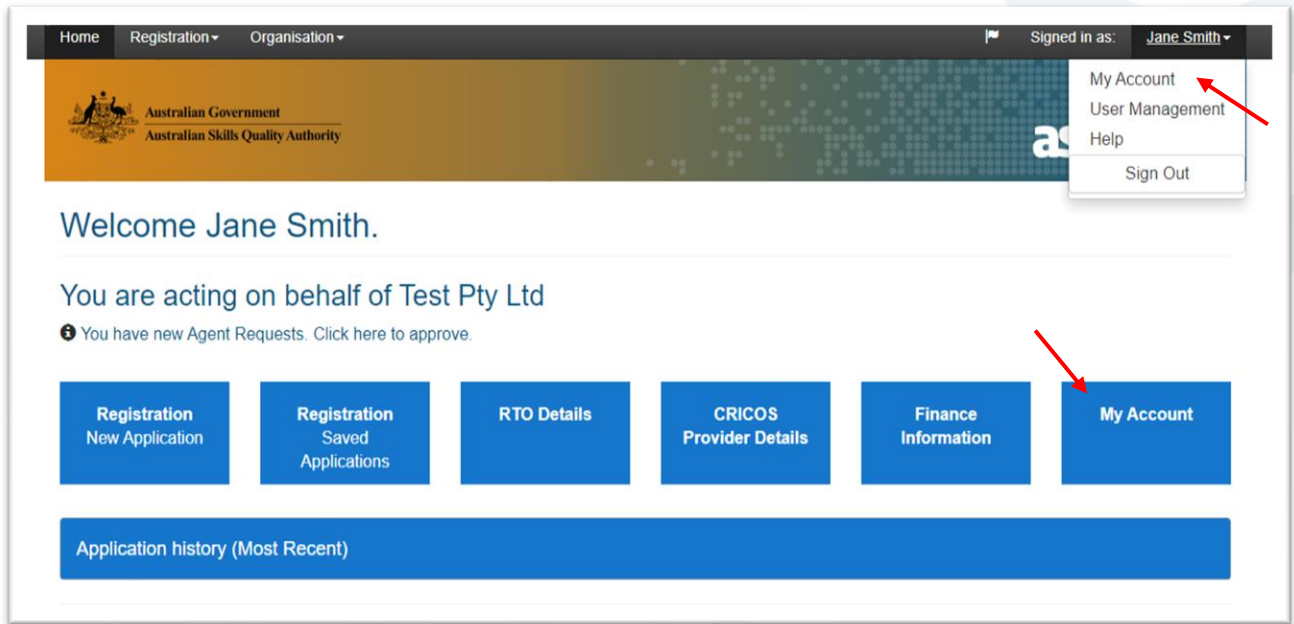 Home Registration Organisation Signed in as: Jane Smith
My Account
User Management
Help
Sign Out
Australian Government
Australian Skills Quality Authority
as
Welcome Jane Smith.
You are acting on behalf of Test Pty Ltd
You have new Agent Requests. Click here to approve.
Registration
New Application
Registration
Saved
Applications
RTO Details
CRICOS
Provider Details
Finance
Information
My Account
Application history (Most Recent)